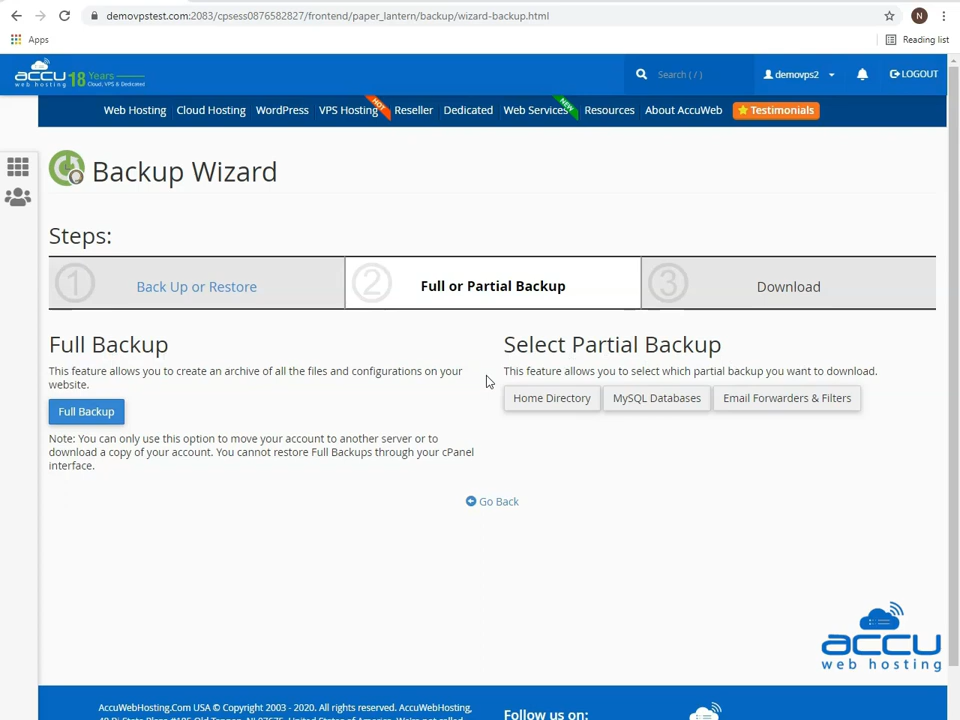 demovpstest.com:2083/cpsess0876582827/frontend/paper_lantern/backup/wizard-backup.html
N
Apps
Reading list
accu
web hosting
18 Years
Cloud, VPS & Dedicated
Search ( / )
demovps2
LOGOUT
Web Hosting
Cloud Hosting
WordPress
VPS Hosting
HOT
Reseller
Dedicated
Web Services
NEW
Resources
About AccuWeb
Testimonials
Backup Wizard
Steps:
1
Back Up or Restore
2
Full or Partial Backup
3
Download
Full Backup
This feature allows you to create an archive of all the files and configurations on your
website.
Full Backup
Note: You can only use this option to move your account to another server or to
download a copy of your account. You cannot restore Full Backups through your cPanel
interface.
Select Partial Backup
This feature allows you to select which partial backup you want to download.
Home Directory
MySQL Databases
Email Forwarders & Filters
Go Back
accu
web hosting
AccuWebHosting.Com USA © Copyright 2003 - 2020. All rights reserved. AccuWebHosting,
Follow us on: